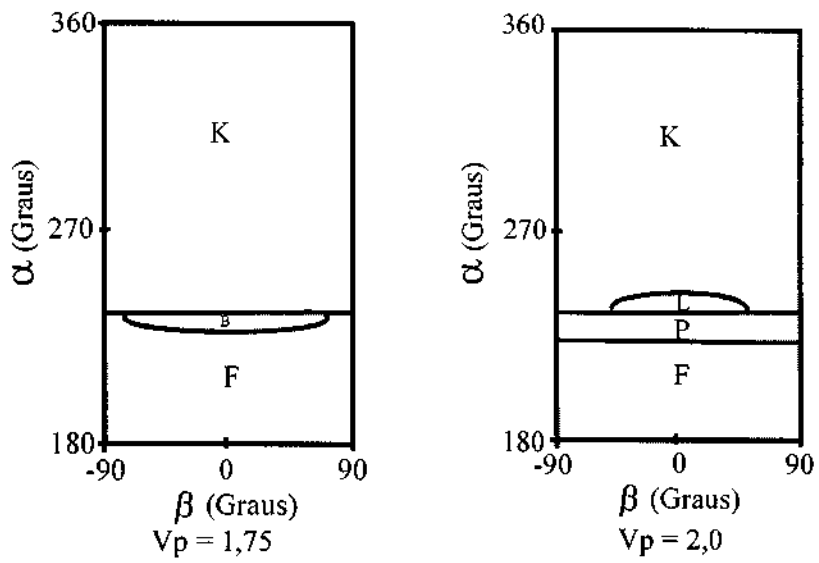 360
K
α (Graus)
270
B
F
180
-90 0 90
β (Graus)
Vp = 1,75
360
K
α (Graus)
270
L
P
F
180
-90 0 90
β (Graus)
Vp = 2,0